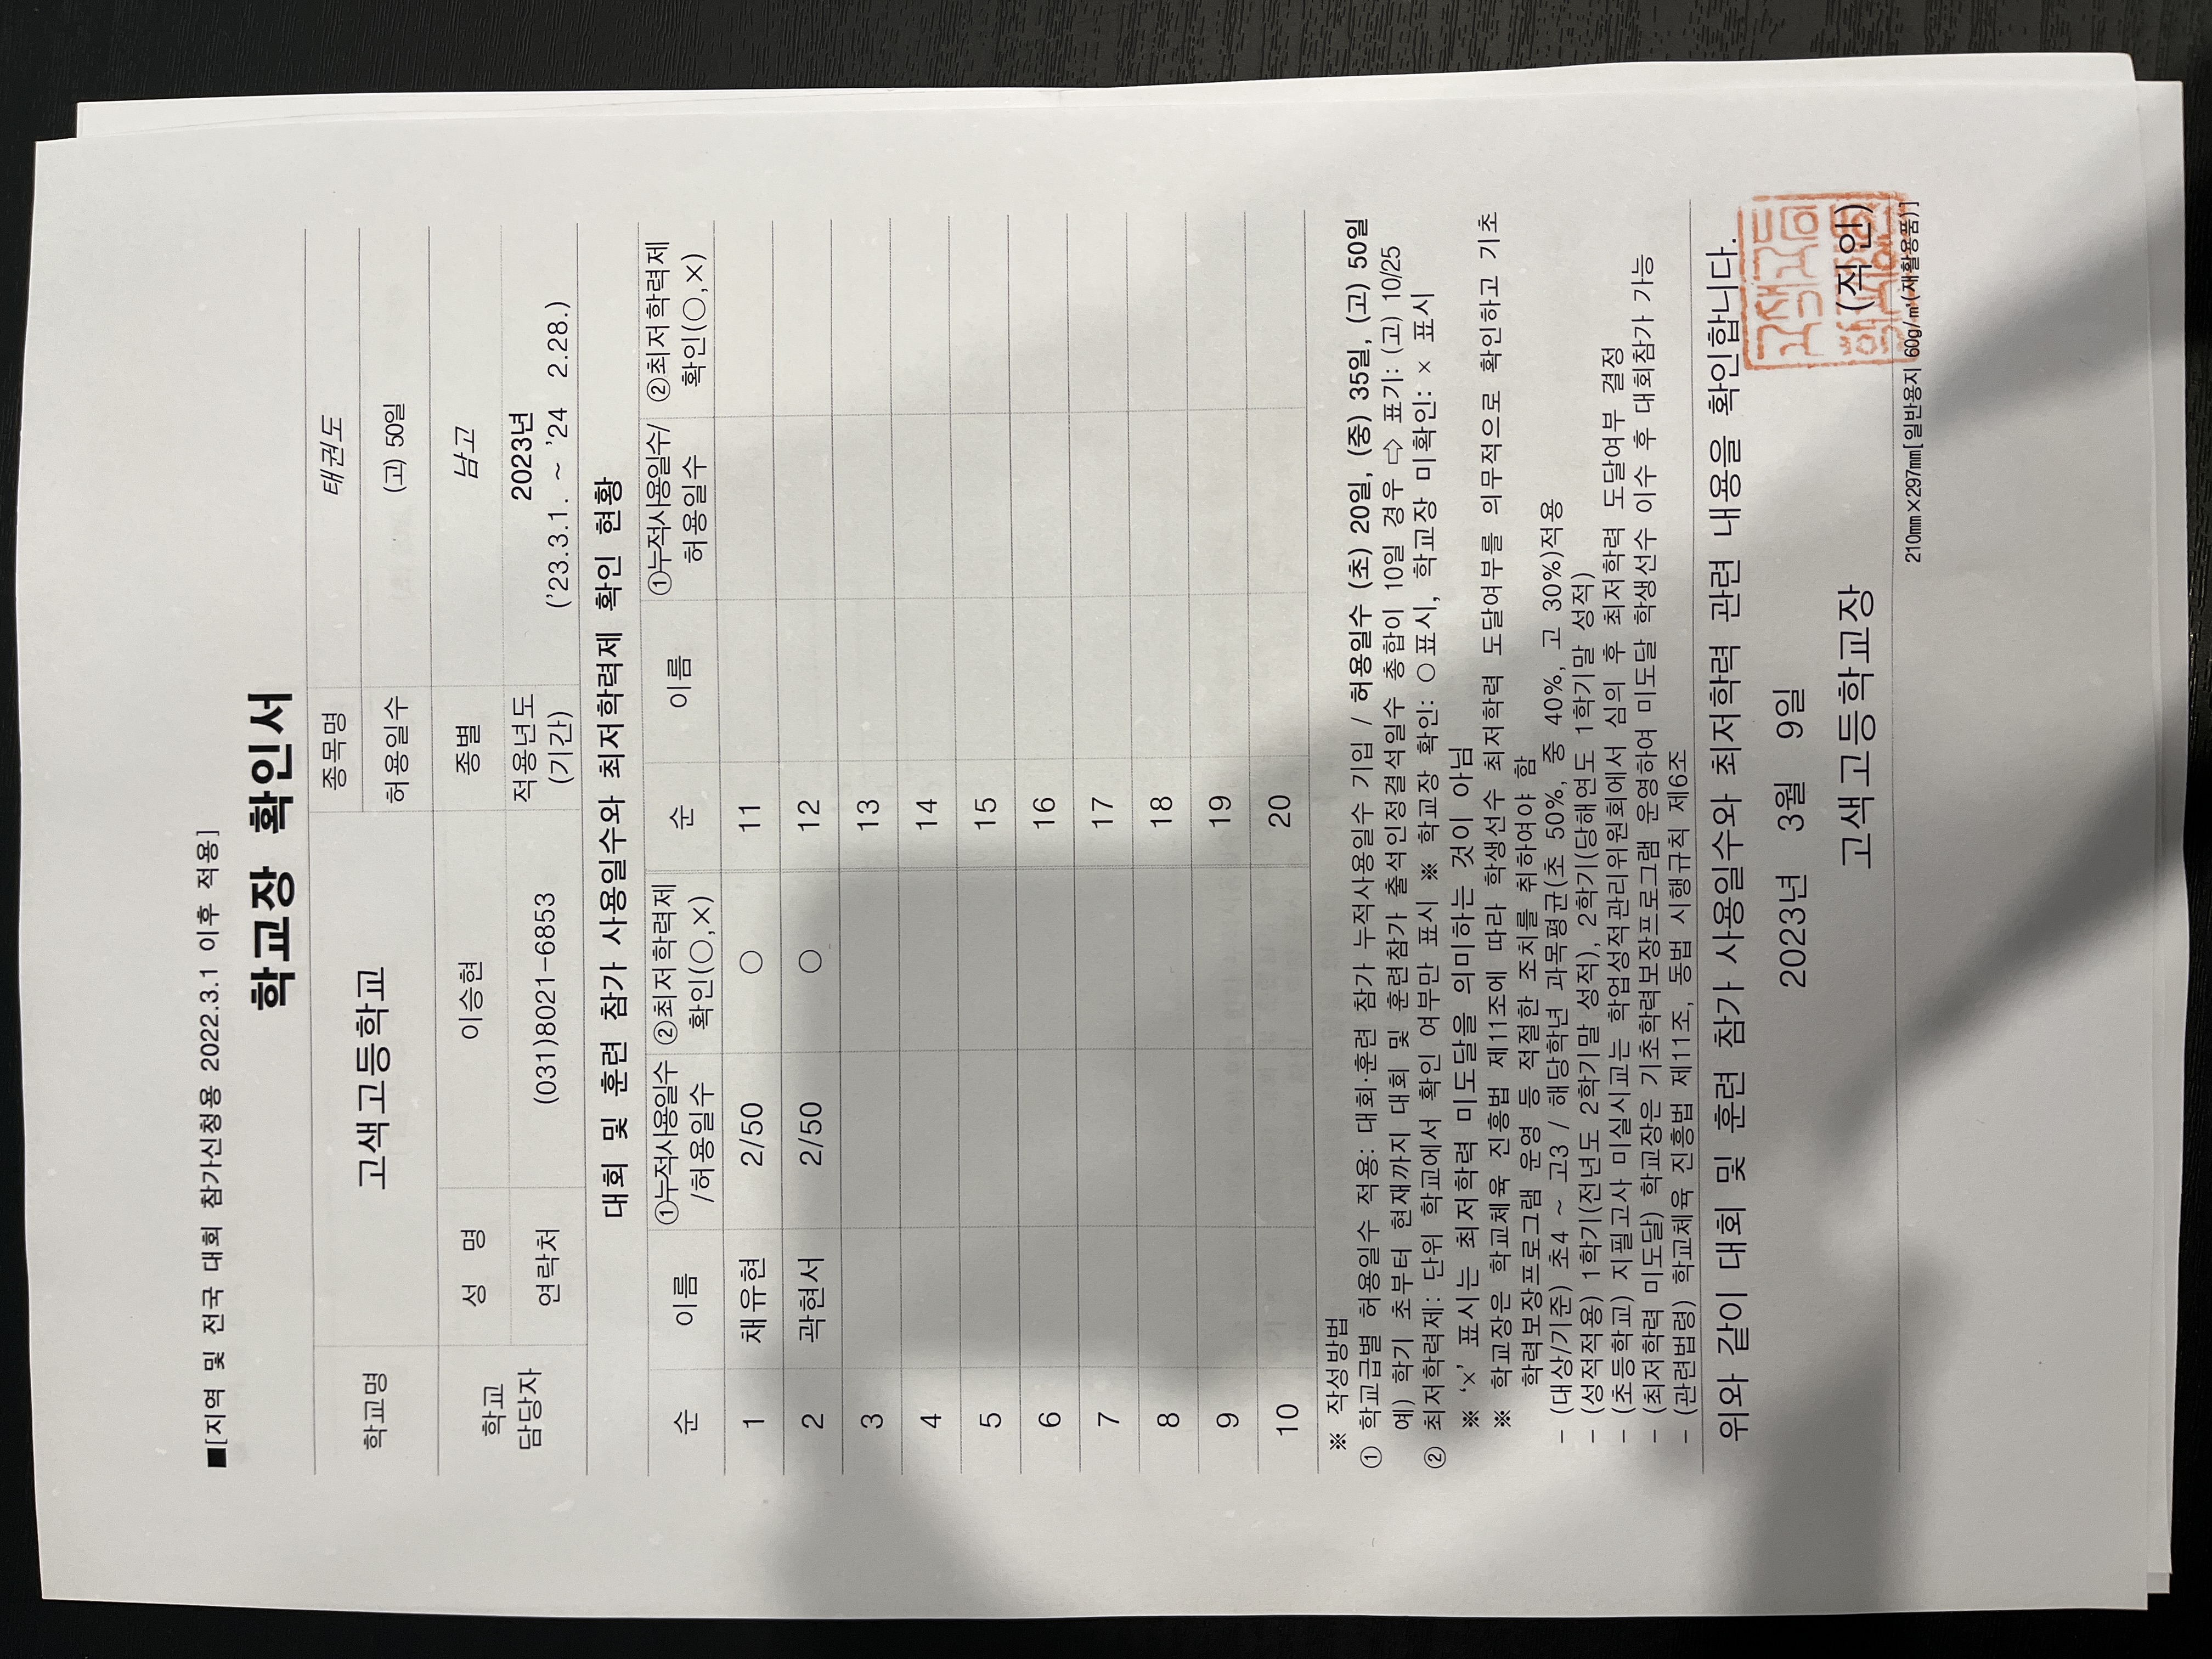 ■[지역 및 전국 대회 참가신청용 2022.3.1 이후 적용]
학교장 확인서
학교명 고색고등학교 종목명 태권도
허용일수 (고) 50일
학교 담당자 성 명 이승현 종별 남고
연락처 (031)8021-6853 적용년도 (기간) 2023년 ('23.3.1. ~ '24 2.28.)
대회 및 훈련 참가 사용일수와 최저학력제 확인 현황
순 이름 ①누적사용일수 /허용일수 ②최저학력제 확인(○,×) 순 이름 ①누적사용일수/ 허용일수 ②최저학력제 확인(○,×)
1 채유현 2/50 ○ 11
2 곽현서 2/50 ○ 12
3 13
4 14
5 15
6 16
7 17
8 18
9 19
10 20
※ 작성방법
① 학교급별 허용일수 적용: 대회·훈련 참가 누적사용일수 기입 / 허용일수 (초) 20일, (중) 35일, (고) 50일
예) 학기 초부터 현재까지 대회 및 훈련참가 출석인정결석일수 총합이 10일 경우 ⇨ 표기: (고) 10/25
② 최저학력제: 단위 학교에서 확인 여부만 표시 ※ 학교장 확인: ○표시, 학교장 미확인: × 표시
※ '×' 표시는 최저학력 미도달을 의미하는 것이 아님
※ 학교장은 학교체육 진흥법 제11조에 따라 학생선수 최저학력 도달여부를 의무적으로 확인하고 기초
학력보장프로그램 운영 등 적절한 조치를 취하여야 함
- (대상/기준) 초4 ~ 고3 / 해당학년 과목평균(초 50%, 중 40%, 고 30%)적용
- (성적적용) 1학기(전년도 2학기말 성적), 2학기(당해연도 1학기말 성적)
- (초등학교) 지필고사 미실시교는 학업성적관리위원회에서 심의 후 최저학력 도달여부 결정
- (최저학력 미도달) 학교장은 기초학력보장프로그램 운영하여 미도달 학생선수 이수 후 대회참가 가능
- (관련법령) 학교체육 진흥법 제11조, 동법 시행규칙 제6조
위와 같이 대회 및 훈련 참가 사용일수와 최저학력 관련 내용을 확인합니다.
2023년 3월 9일
고색고등학교장 (직인)
210㎜×297㎜[일반용지 60g/㎡(재활용품)]